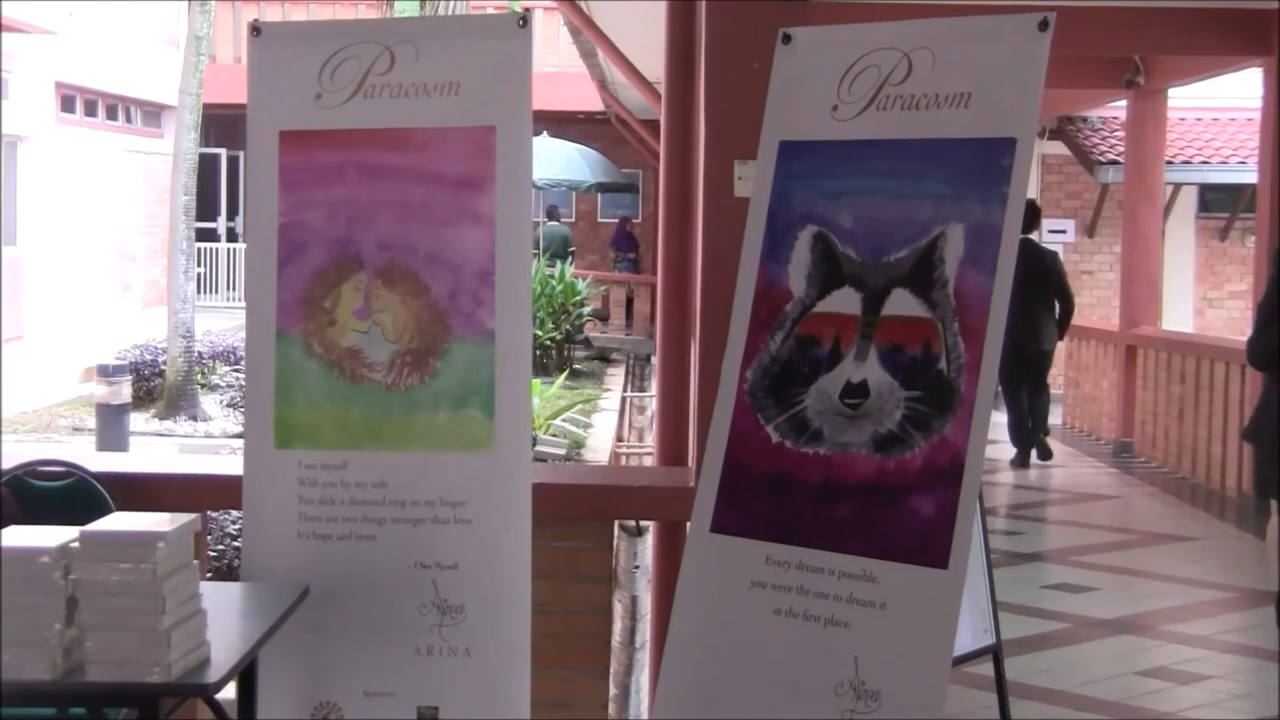 Paracosm
I see myself
With you by my side
You slide a diamond ring on my finger
There are two things stronger than love
It's hope and trust.
- I See Myself
ARINA
Sponsors:
Paracosm
Every dream is possible,
you were the one to dream it
in the first place.